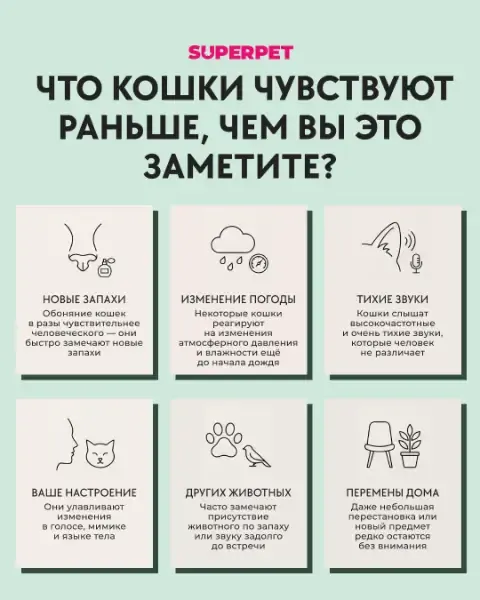 SUPERPET
ЧТО КОШКИ ЧУВСТВУЮТ
РАНЬШЕ, ЧЕМ ВЫ ЭТО
ЗАМЕТИТЕ?
НОВЫЕ ЗАПАХИ
Обоняние кошек
в разы чувствительнее
человеческого — они
быстро замечают новые
запахи
ИЗМЕНЕНИЕ ПОГОДЫ
Некоторые кошки
реагируют
на изменения
атмосферного давления
и влажности ещё
до начала дождя
ТИХИЕ ЗВУКИ
Кошки слышат
высокочастотные
и очень тихие звуки,
которые человек
не различает
ВАШЕ НАСТРОЕНИЕ
Они улавливают
изменения
в голосе, мимике
и языке тела
ДРУГИХ ЖИВОТНЫХ
Часто замечают
присутствие
животного по запаху
или звуку задолго
до встречи
ПЕРЕМЕНЫ ДОМА
Даже небольшая
перестановка или
новый предмет
редко остаются
без внимания